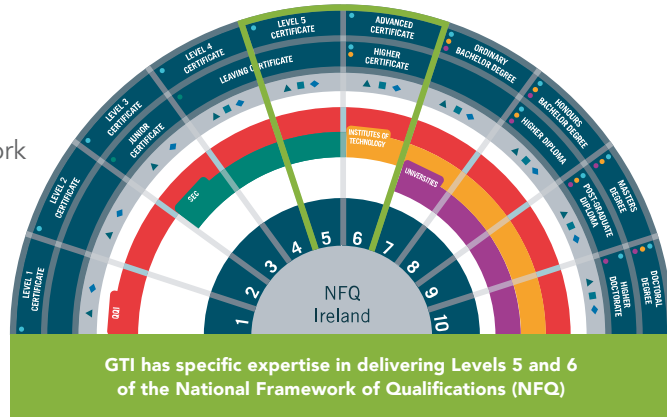 ork
LEVEL 1
CERTIFICATE
LEVEL 2
CERTIFICATE
LEVEL 3
CERTIFICATE
JUNIOR
CERTIFICATE
LEVEL 4
CERTIFICATE
LEAVING CERTIFICATE
LEVEL 5
CERTIFICATE
ADVANCED
CERTIFICATE
HIGHER
CERTIFICATE
ORDINARY
BACHELOR DEGREE
HONOURS
BACHELOR DEGREE
HIGHER DIPLOMA
MASTERS
DEGREE
POST-GRADUATE
DIPLOMA
DOCTORAL
DEGREE
HIGHER
DOCTORATE
QQI
SEC
INSTITUTES OF
TECHNOLOGY
UNIVERSITIES
1
2
3
4
5
6
7
8
9
10
NFQ
Ireland
GTI has specific expertise in delivering Levels 5 and 6
of the National Framework of Qualifications (NFQ)